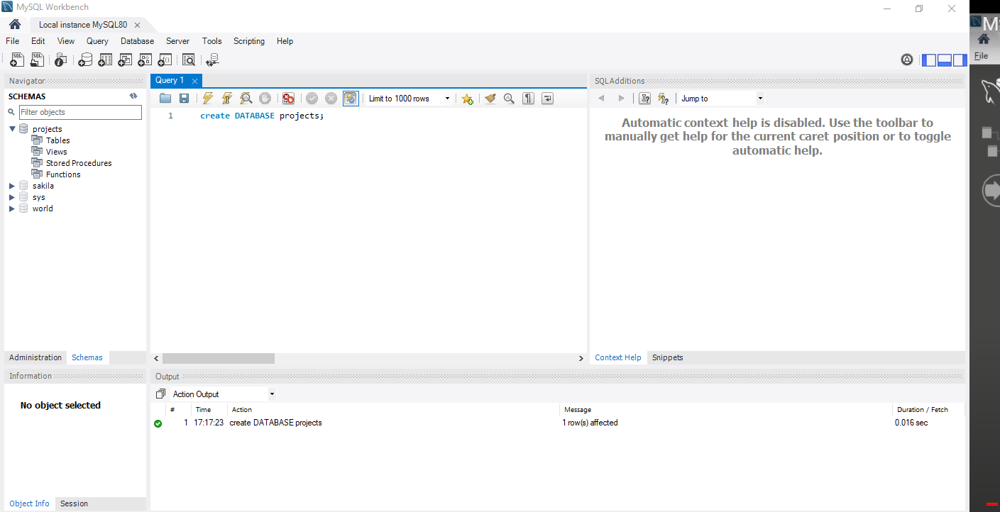 MySQL Workbench
Local instance MySQL80
File Edit View Query Database Server Tools Scripting Help
Navigator
SCHEMAS
Filter objects
projects
Tables
Views
Stored Procedures
Functions
sakila
sys
world
Administration Schemas
Information
No object selected
Object Info Session
Query 1
Limit to 1000 rows
1 create DATABASE projects;
SQLAdditions
Jump to
Automatic context help is disabled. Use the toolbar to
manually get help for the current caret position or to toggle
automatic help.
Context Help Snippets
Output
Action Output
# Time Action Message Duration / Fetch
1 17:17:23 create DATABASE projects 1 row(s) affected 0.016 sec
My
File